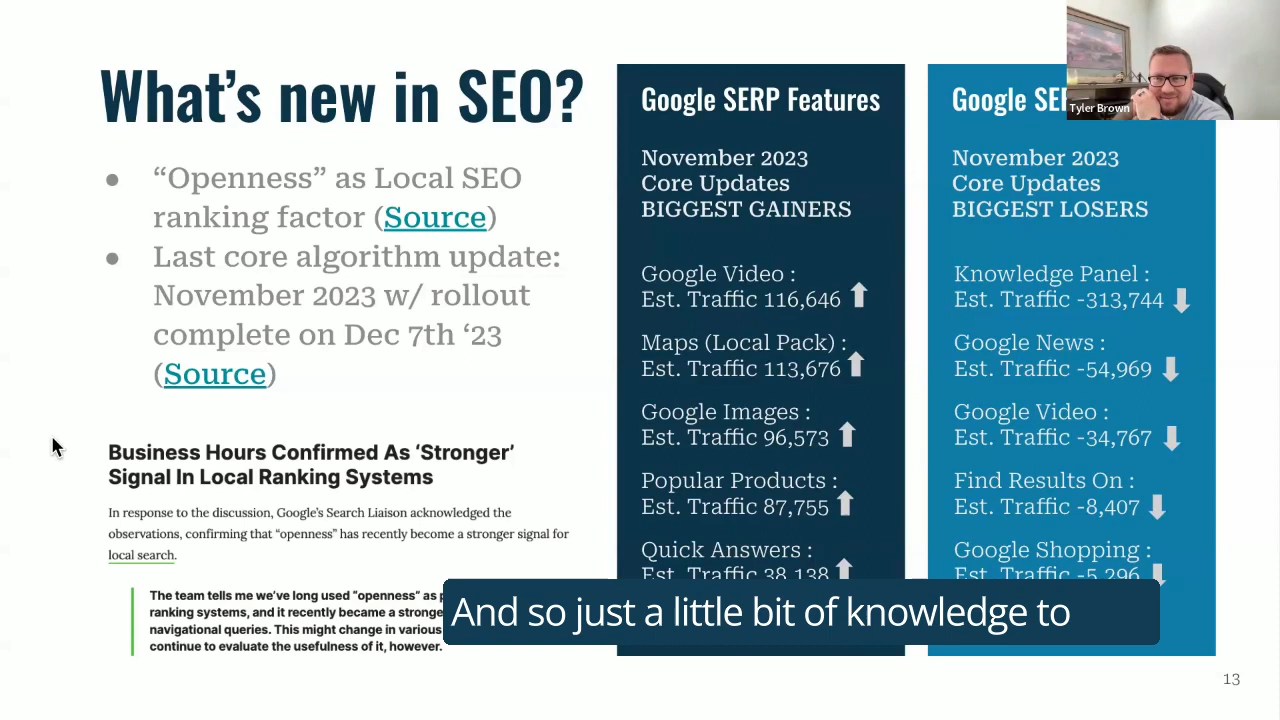 What's new in SEO?
● “Openness” as Local SEO
ranking factor (Source)
● Last core algorithm update:
November 2023 w/ rollout
complete on Dec 7th ‘23
(Source)
Business Hours Confirmed As ‘Stronger’
Signal In Local Ranking Systems
In response to the discussion, Google's Search Liaison acknowledged the
observations, confirming that “openness” has recently become a stronger signal for
local search.
The team tells me we've long used “openness” as
ranking systems, and it recently became a
navigational queries. This might change in various
continue to evaluate the usefulness of it, however.
Google SERP Features
November 2023
Core Updates
BIGGEST GAINERS
Google Video :
Est. Traffic 116,646
Maps (Local Pack) :
Est. Traffic 113,676
Google Images :
Est. Traffic 96,573
Popular Products :
Est. Traffic 87,755
Quick Answers :
Est. Traffic 38,138
Google
November 2023
Core Updates
BIGGEST LOSERS
Knowledge Panel :
Est. Traffic -313,744
Google News :
Est. Traffic -54,969
Google Video :
Est. Traffic -34,767
Find Results On :
Est. Traffic -8,407
Google Shopping :
Est. Traffic -5,296
Tyler Brown
And so just a little bit of knowledge to
13